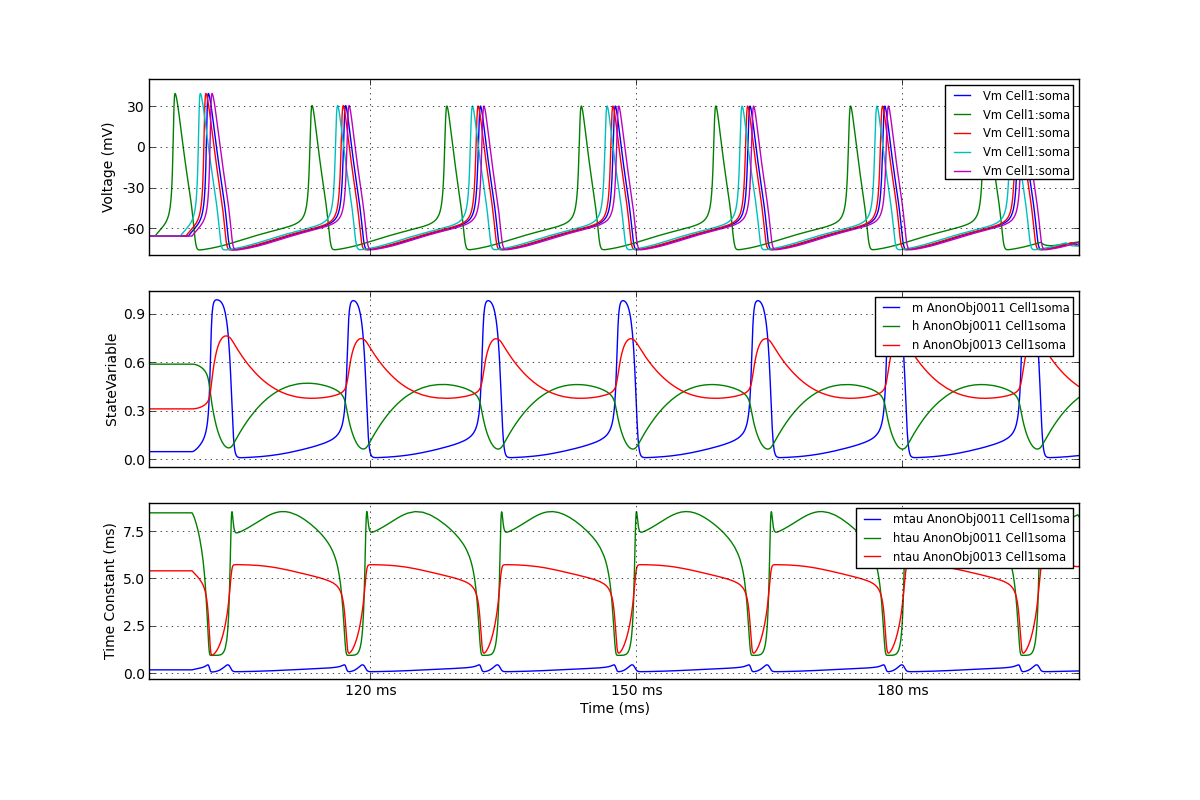 Voltage (mV)
30
0
-30
-60
Vm Cell1:soma
Vm Cell1:soma
Vm Cell1:soma
Vm Cell1:soma
Vm Cell1:soma
StateVariable
0.9
0.6
0.3
0.0
m AnonObj0011 Cell1soma
h AnonObj0011 Cell1soma
n AnonObj0013 Cell1soma
Time Constant (ms)
7.5
5.0
2.5
0.0
mtau AnonObj0011 Cell1soma
htau AnonObj0011 Cell1soma
ntau AnonObj0013 Cell1soma
120 ms 150 ms 180 ms
Time (ms)